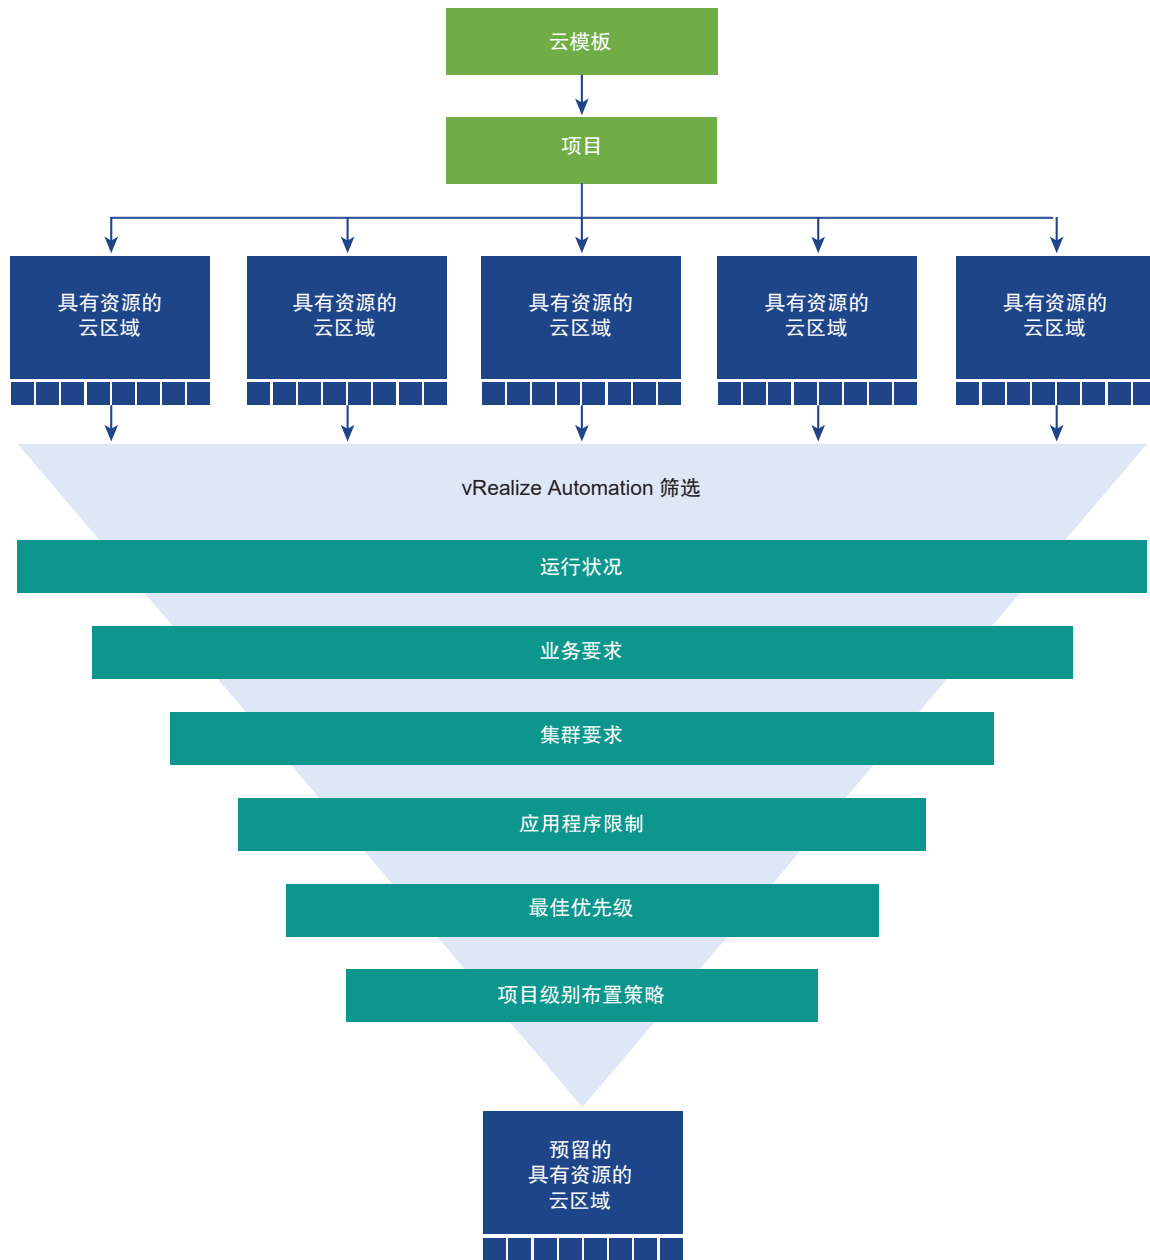 云模板
项目
具有资源的
云区域
具有资源的
云区域
具有资源的
云区域
具有资源的
云区域
具有资源的
云区域
vRealize Automation 筛选
运行状况
业务要求
集群要求
应用程序限制
最佳优先级
项目级别布置策略
预留的
具有资源的
云区域